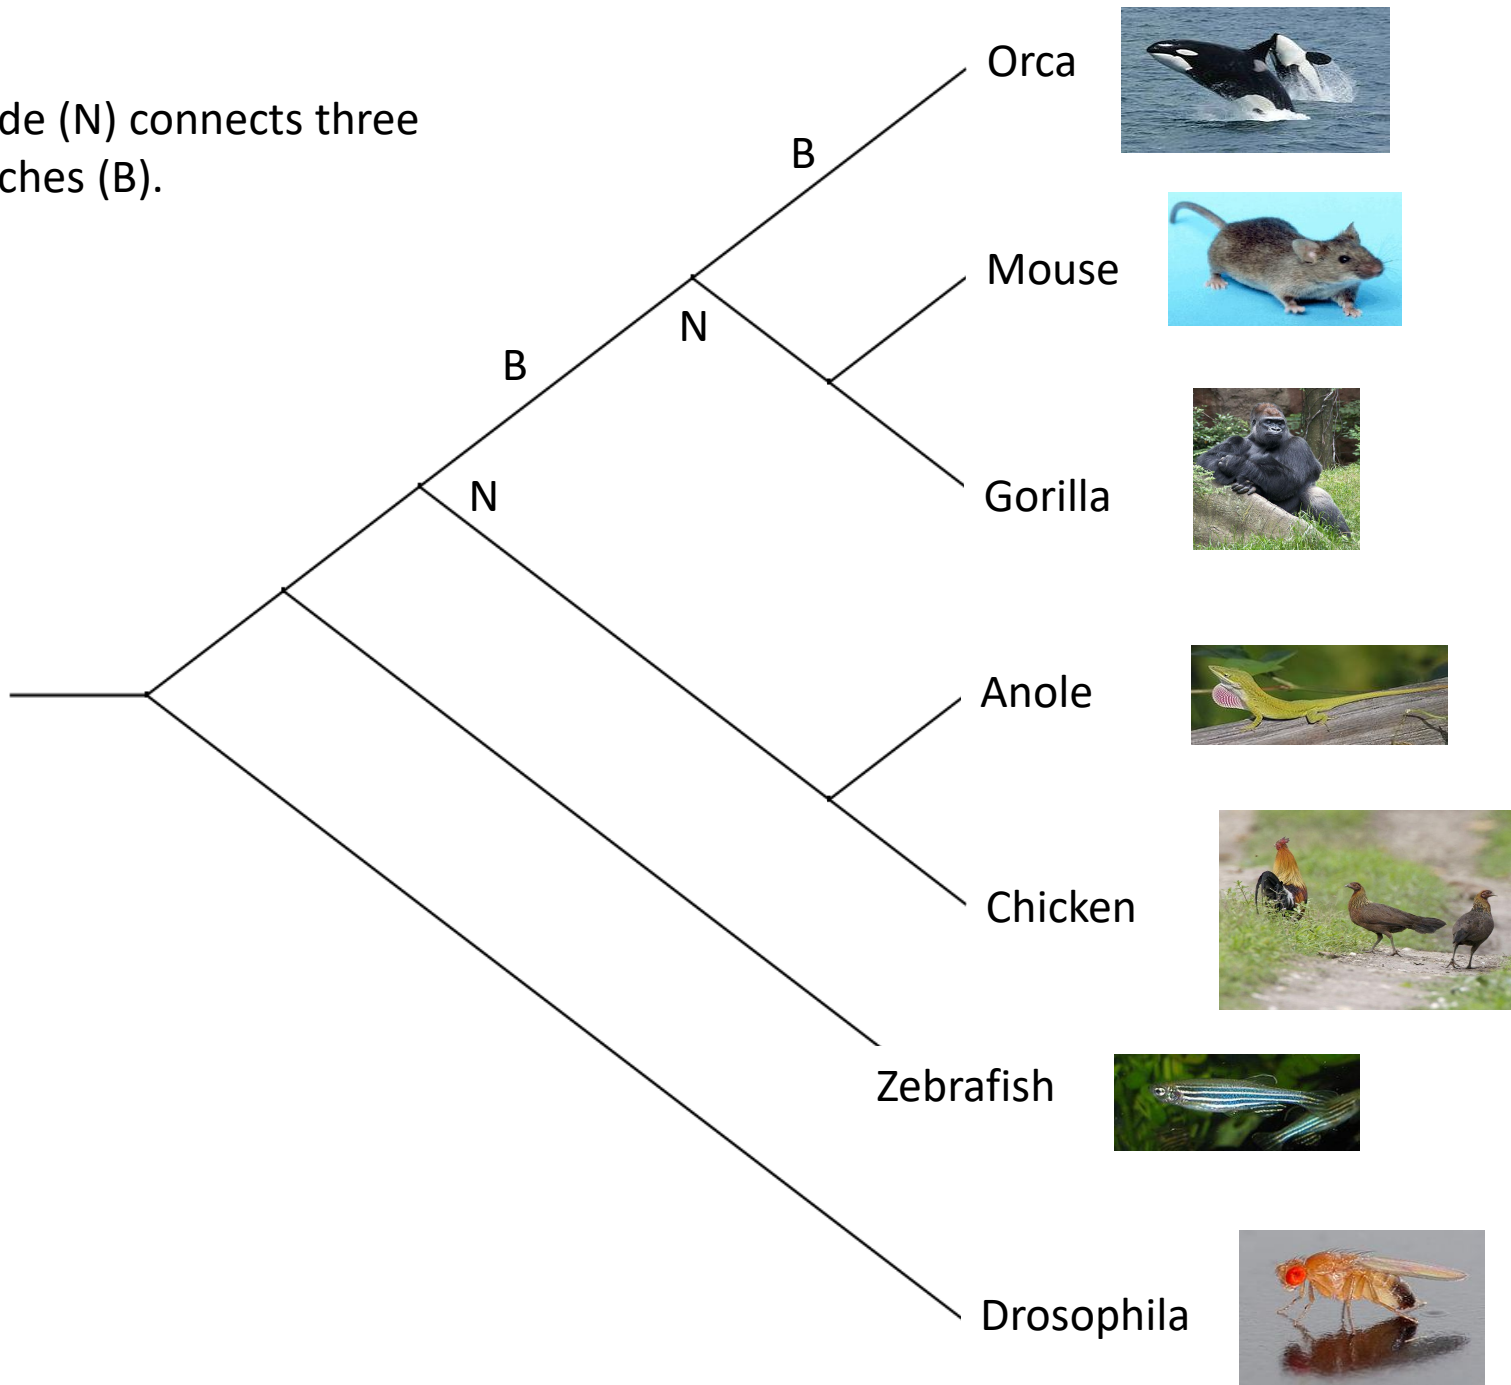 de (N) connects three
ches (B).
Orca
B
Mouse
N
B
Gorilla
N
Anole
Chicken
Zebrafish
Drosophila